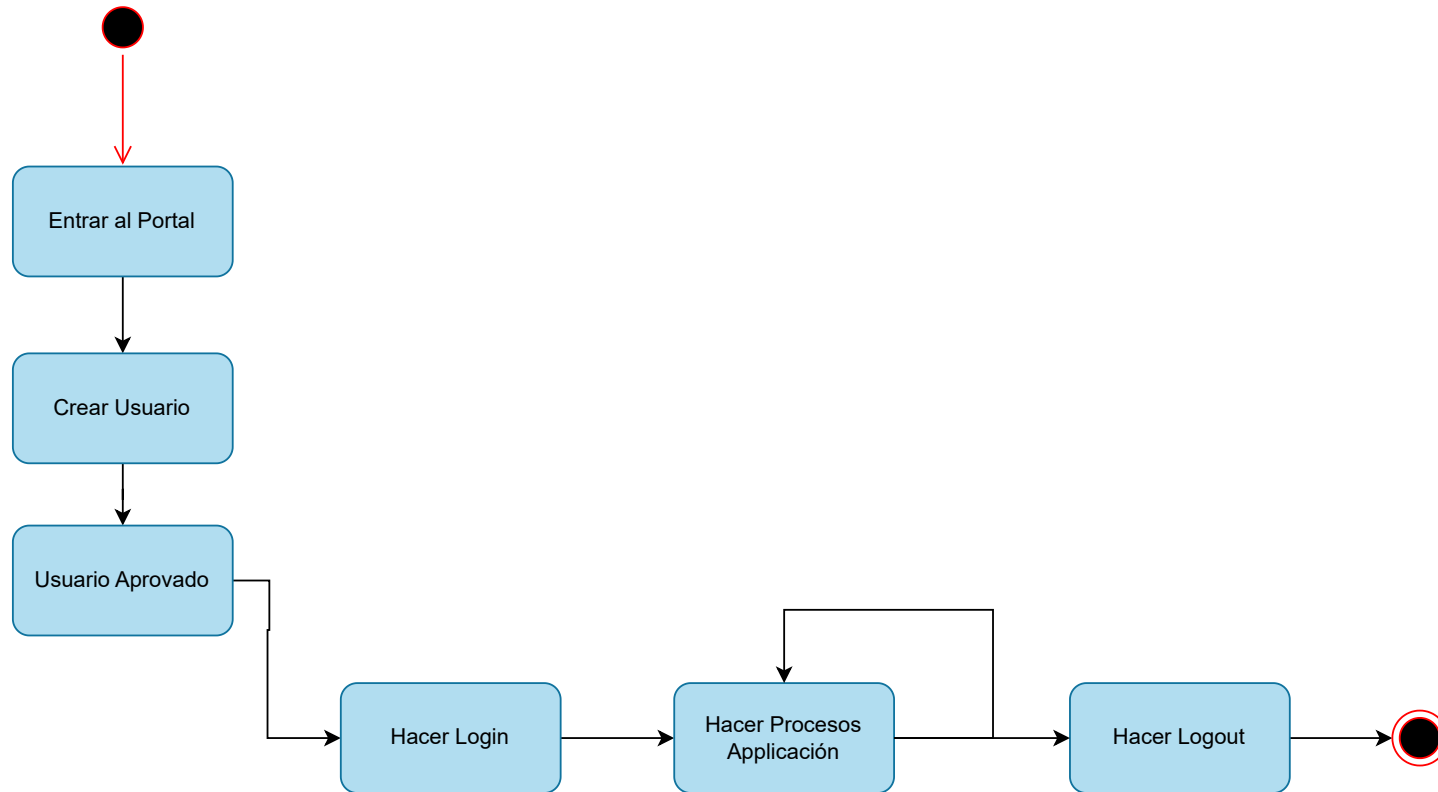 Entrar al Portal
Crear Usuario
Usuario Aprovado
Hacer Login
Hacer Procesos
Applicación
Hacer Logout